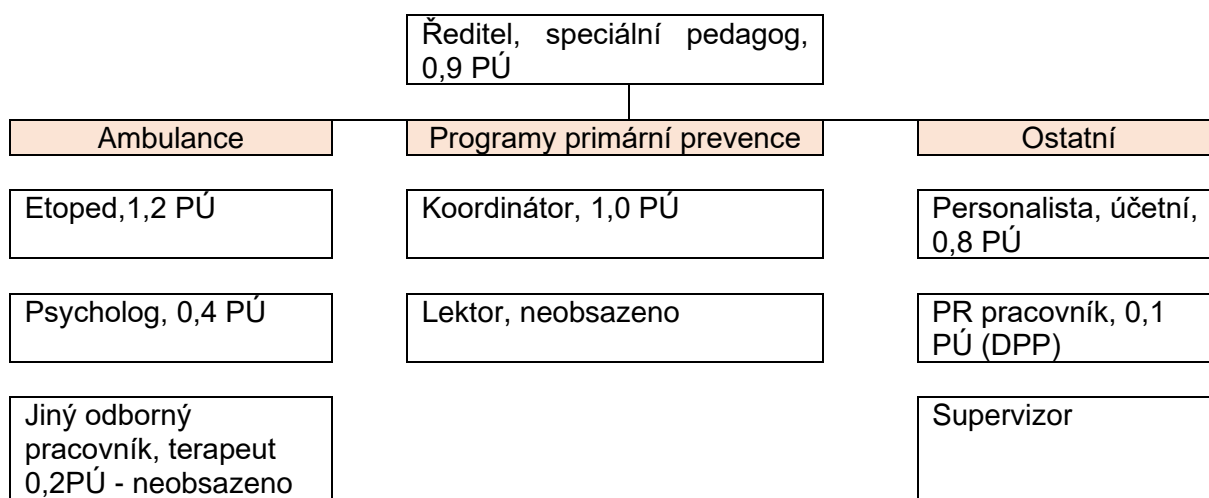 Ředitel, speciální pedagog,
0,9 PÚ
Ambulance
Programy primární prevence
Ostatní
Etoped,1,2 PÚ
Koordinátor, 1,0 PÚ
Personalista, účetní,
0,8 PÚ
Psycholog, 0,4 PÚ
Lektor, neobsazeno
PR pracovník, 0,1
PÚ (DPP)
Jiný odborný
pracovník, terapeut
0,2PÚ - neobsazeno
Supervizor